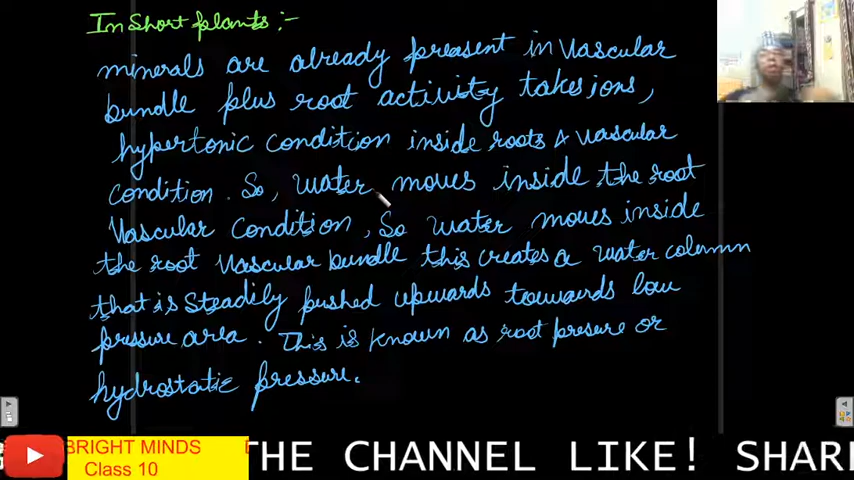 In Short plants :-
minerals are already preasent in Vascular
bundle plus root activity takes ions,
hypertonic condition inside roots & vascular
condition. So, water moves inside the root
Vascular Condition, So water moves inside
the root vascular bundle this creates a water column
that is Steadily pushed upwards towards low
pressure area. This is known as root presure or
hydrostatic pressure.
BRIGHT MINDS
Class 10
THE CHANNEL LIKE! SHAR